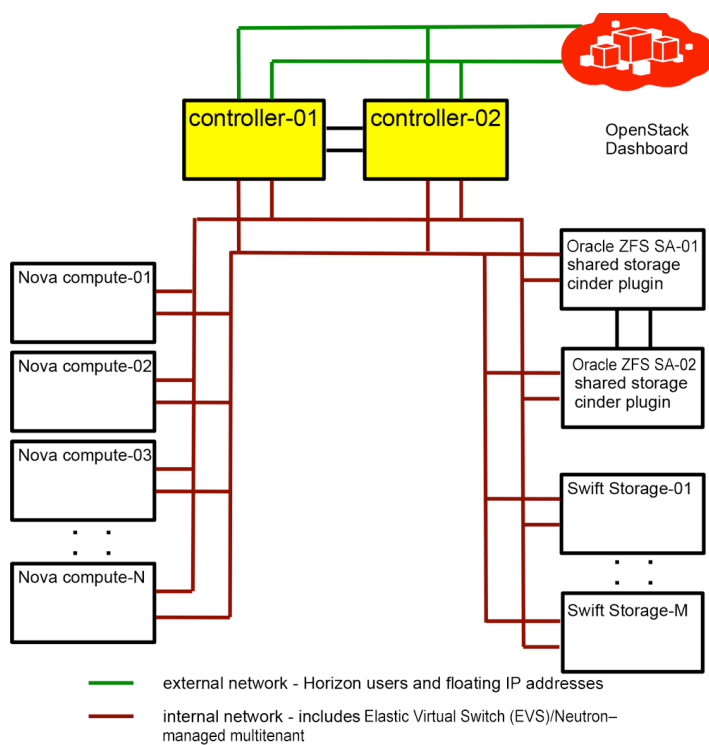 controller-01
controller-02
OpenStack
Dashboard
Nova compute-01
Nova compute-02
Nova compute-03
: :
Nova compute-N
Oracle ZFS SA-01
shared storage
cinder plugin
Oracle ZFS SA-02
shared storage
cinder plugin
Swift Storage-01
: :
Swift Storage-M
external network - Horizon users and floating IP addresses
internal network - includes Elastic Virtual Switch (EVS)/Neutron–
managed multitenant